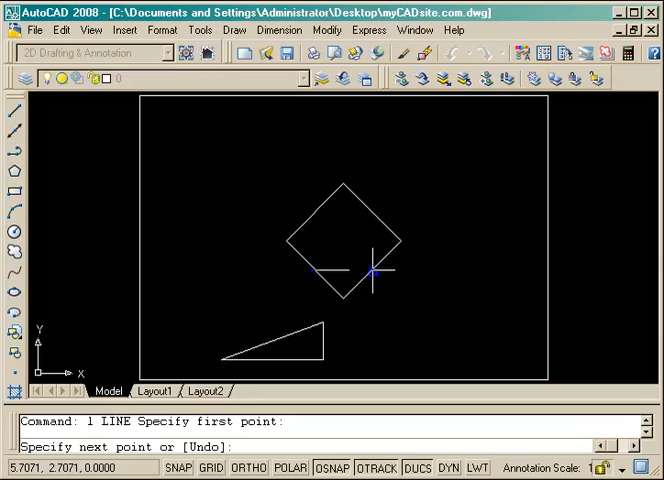 AutoCAD 2008 - [C:\Documents and Settings\Administrator\Desktop\myCADsite.com.dwg]
File Edit View Insert Format Tools Draw Dimension Modify Express Window Help
2D Drafting & Annotation
0
Y
X
Model Layout1 Layout2
Command: l LINE Specify first point:
Specify next point or [Undo]:
5.7071, 2.7071, 0.0000 SNAP GRID ORTHO POLAR OSNAP OTRACK DUCS DYN LWT Annotation Scale: 1